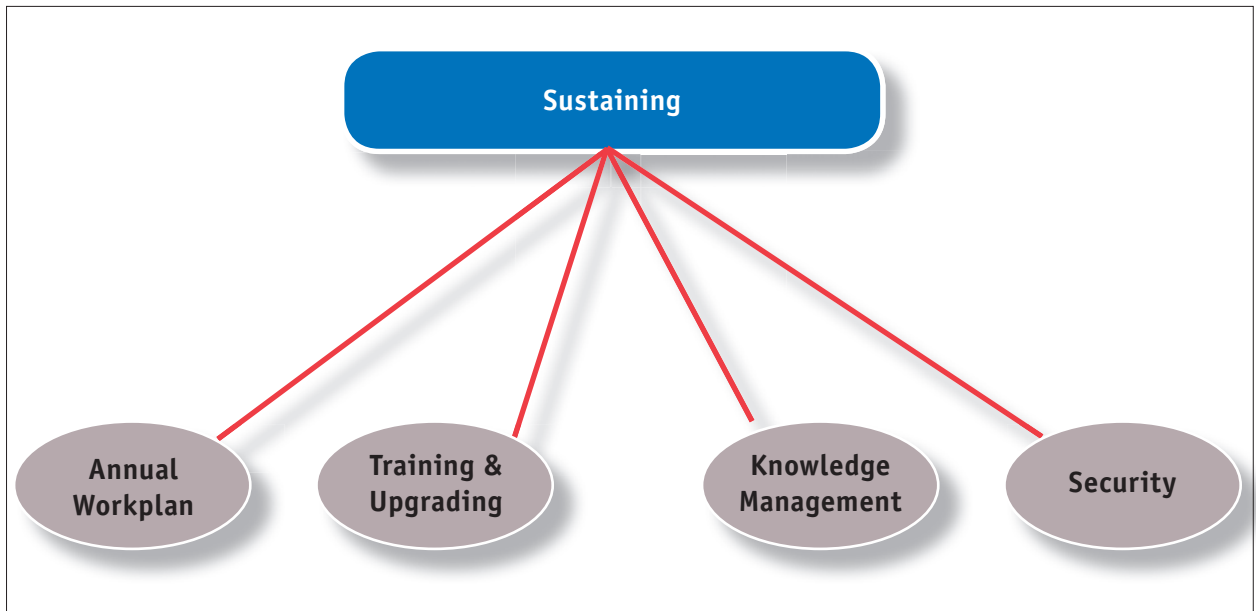 Sustaining
Annual
Workplan
Training &
Upgrading
Knowledge
Management
Security